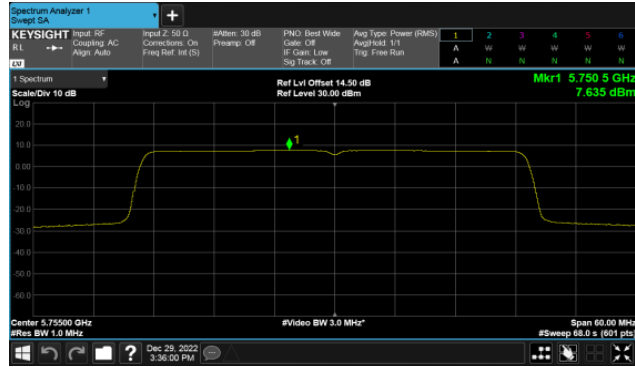 Spectrum Analyzer 1
Swept SA
+
KEYSIGHT Input: RF Input Z: 50 Ω #Atten: 30 dB PNO: Best Wide Avg Type: Power (RMS) 1 2 3 4 5 6
RL Coupling: AC Corrections: On Preamp: Off Gate: Off Avg|Hold: 1/1 A W W W W W
Align: Auto Freq Ref: Int (S) IF Gain: Low Trig: Free Run
LXI Sig Track: Off A N N N N N
1 Spectrum Ref Lvl Offset 14.50 dB Mkr1 5.750 5 GHz
Scale/Div 10 dB Ref Level 30.00 dBm 7.635 dBm
Log
20.0
10.0
1
0.00
-10.0
-20.0
-30.0
-40.0
-50.0
-60.0
Center 5.75500 GHz #Video BW 3.0 MHz* Span 60.00 MHz
#Res BW 1.0 MHz #Sweep 68.0 s (601 pts)
? Dec 29, 2022
3:36:00 PM